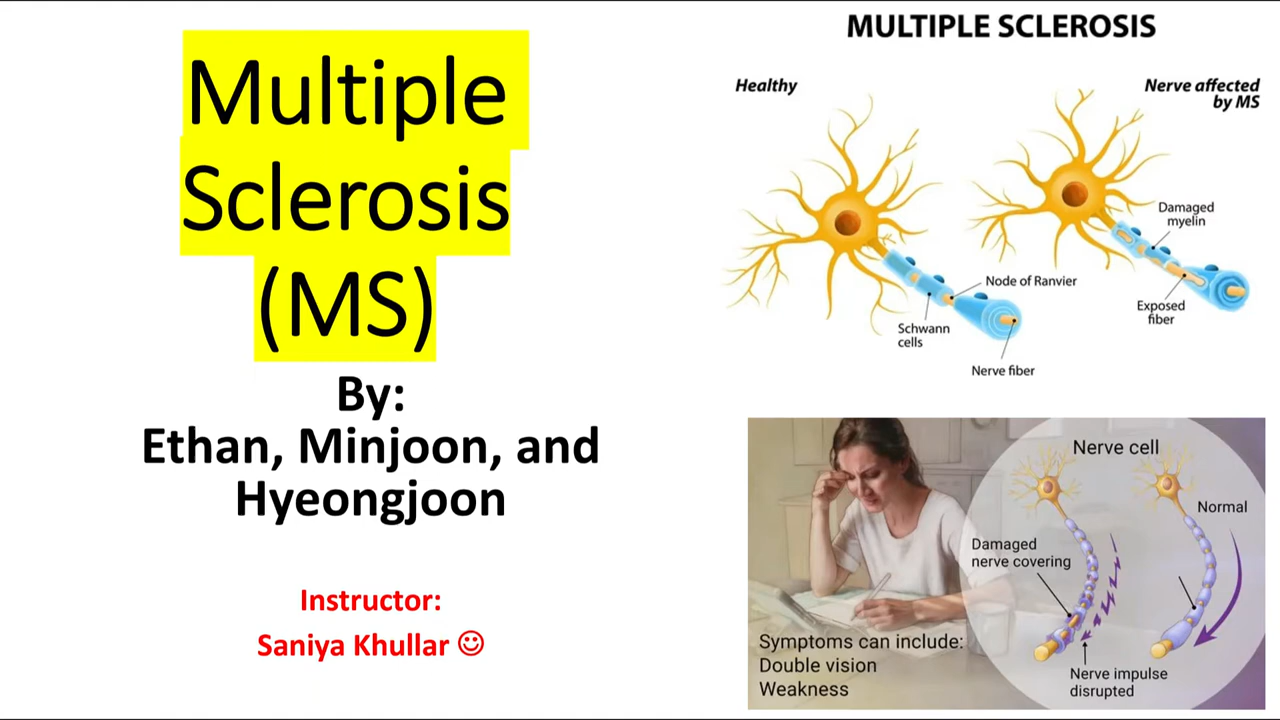 Multiple
Sclerosis
(MS)
By:
Ethan, Minjoon, and
Hyeongjoon
Instructor:
Saniya Khullar ☺
MULTIPLE SCLEROSIS
Healthy
Nerve affected
by MS
Damaged
myelin
Node of Ranvier
Exposed
fiber
Schwann
cells
Nerve fiber
Nerve cell
Normal
Damaged
nerve covering
Symptoms can include:
Double vision
Weakness
Nerve impulse
disrupted